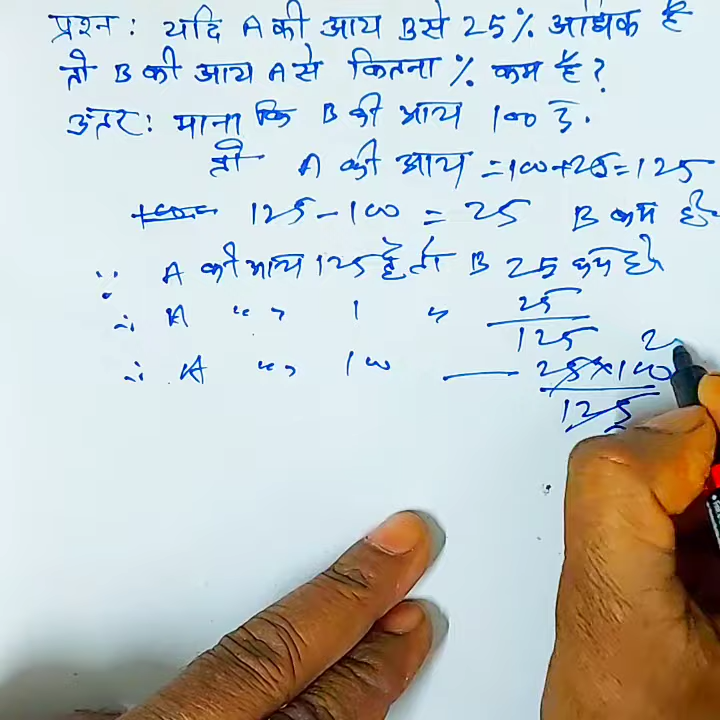 प्रश्न: यदि A की आय B से 25% अधिक है
तो B की आय A से कितना % कम है?
उत्तर: माना कि B की आय 100 है.
तो A की आय = 100+25 = 125
125 - 100 = 25 B कम है
∵ A की आय 125 है तो B 25 कम है
∴ A " " 1 " 25/125
∴ A " " 100 — 25×100/125 2